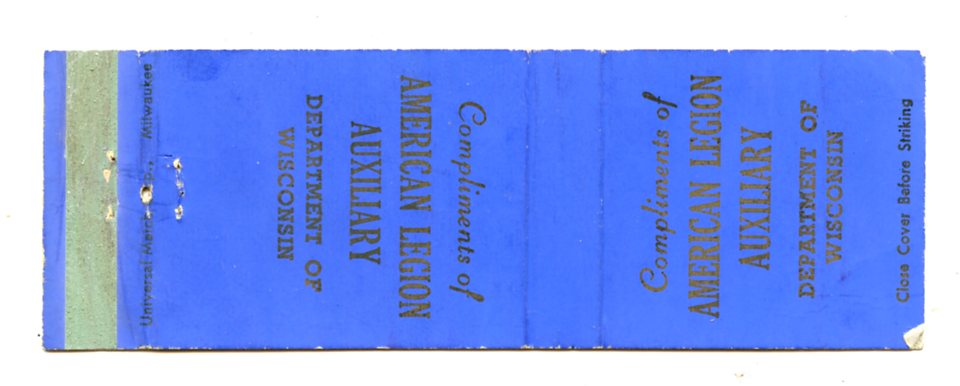 Universal Match Corp., Milwaukee
Compliments of
AMERICAN LEGION
AUXILIARY
DEPARTMENT OF
WISCONSIN
Compliments of
AMERICAN LEGION
AUXILIARY
DEPARTMENT OF
WISCONSIN
Close Cover Before Striking